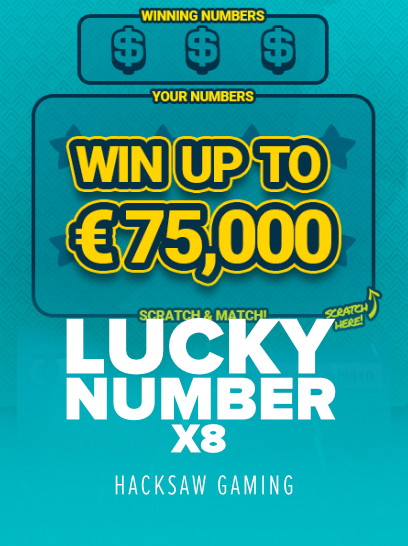 WINNING NUMBERS
$ $ $
YOUR NUMBERS
WIN UP TO
€75,000
SCRATCH & MATCH!
SCRATCH
HERE!
LUCKY
NUMBER
X8
HACKSAW GAMING